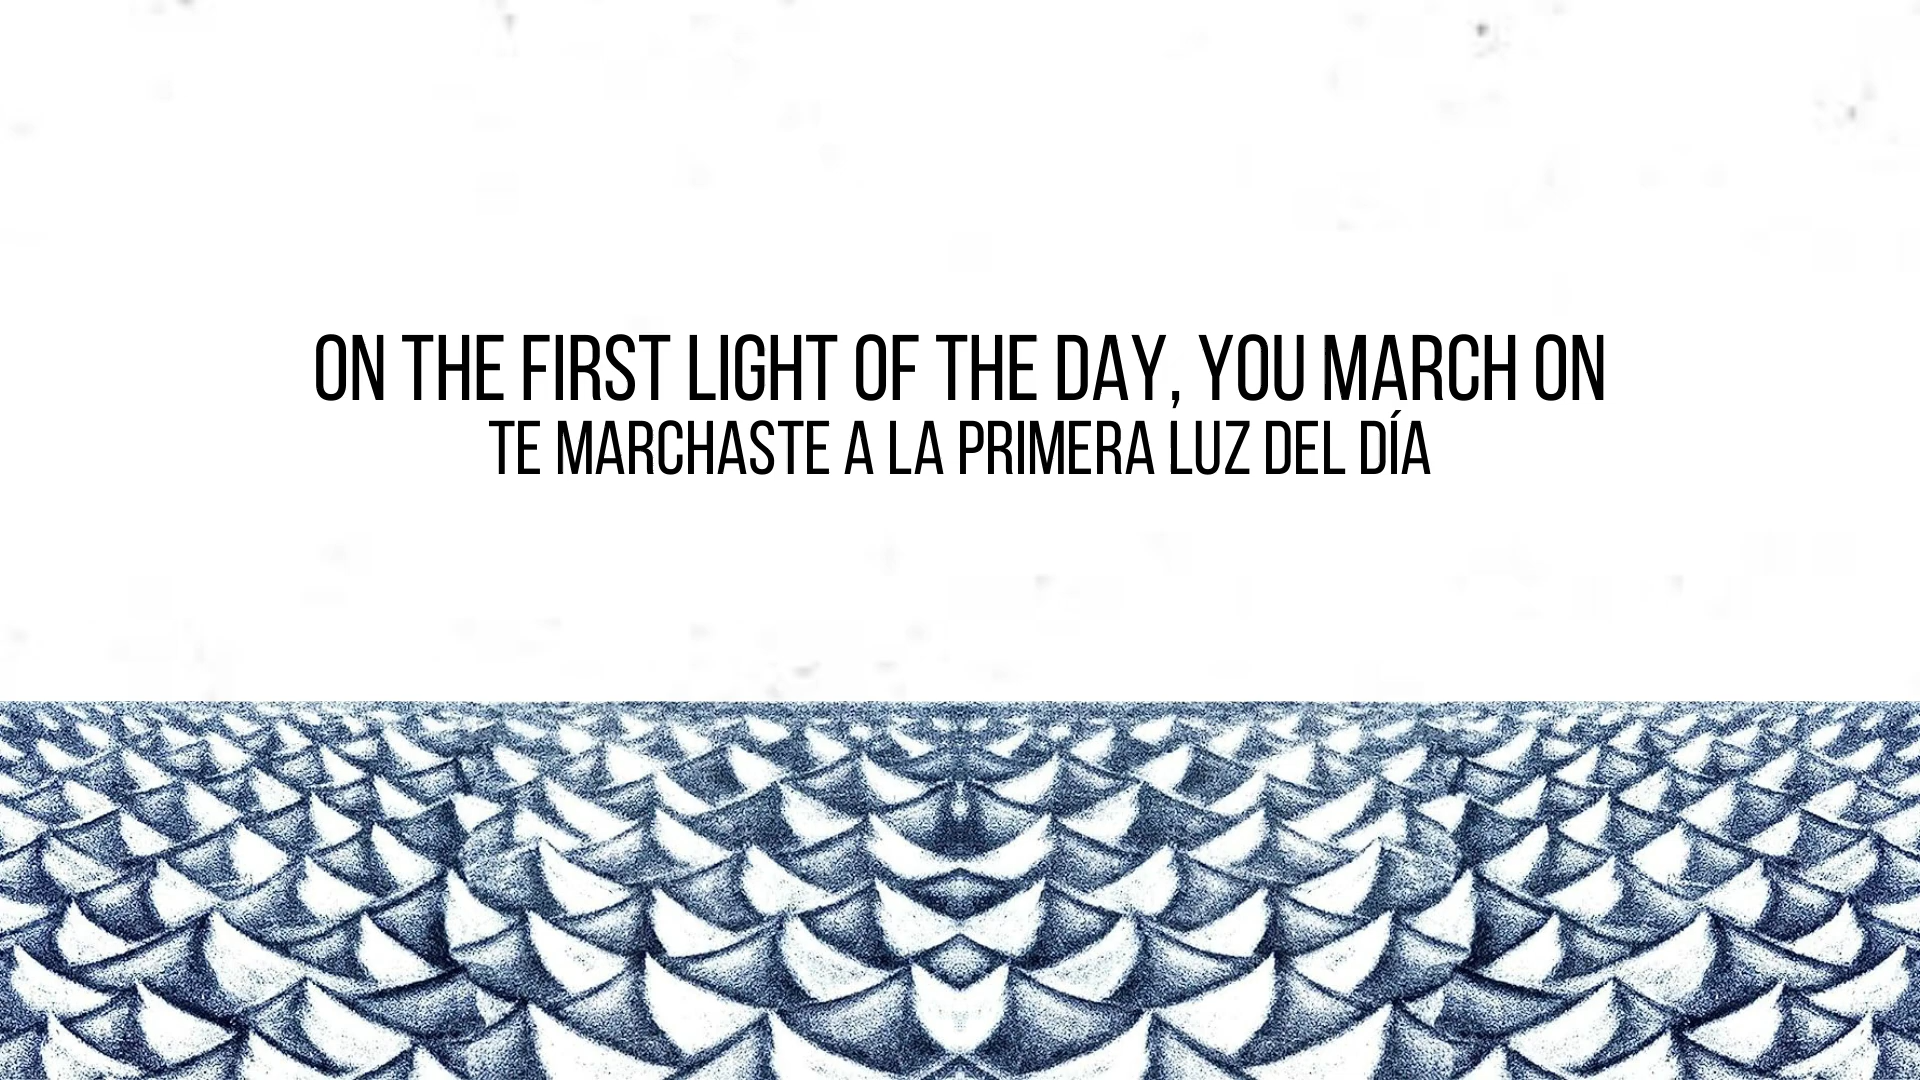 ON THE FIRST LIGHT OF THE DAY, YOU MARCH ON
TE MARCHASTE A LA PRIMERA LUZ DEL DÍA